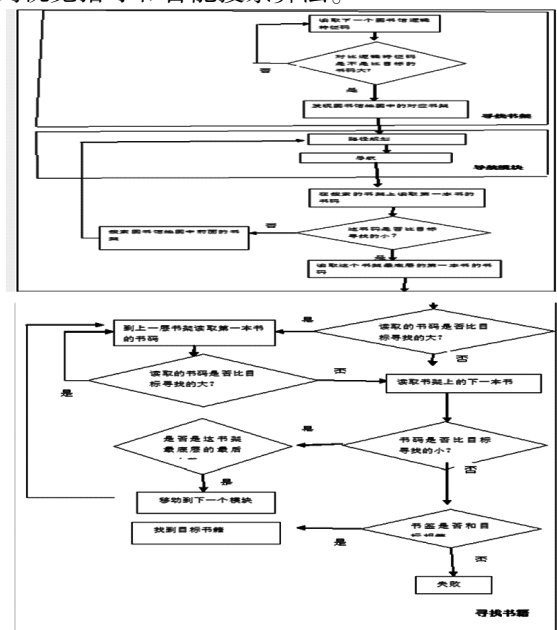 读取下一个图书馆逻辑
特征码
对比逻辑特征码
是不是比目标的
书码大?
否
是
发现图书馆地图中的对应书架
寻找书架
路径规划
导航
导航模块
在搜索的书架上读取第一本书的
书码
这书码是否比目标
寻找的小?
否
搜索图书馆地图中前面的书
架
是
读取这个书架最底层的第一本书的书
码
到上一层书架读取第一本书
的书码
是
读取的书码是否比目
标寻找的大?
否
读取的书码是否比目
标寻找的大?
是
否
读取书架上的下一本书
是否是这书架
最底层的最后
是
书码是否比目标
寻找的小?
是
否
移动到下一个模块
找到目标书籍
是
书签是否和目
否
失败
寻找书籍